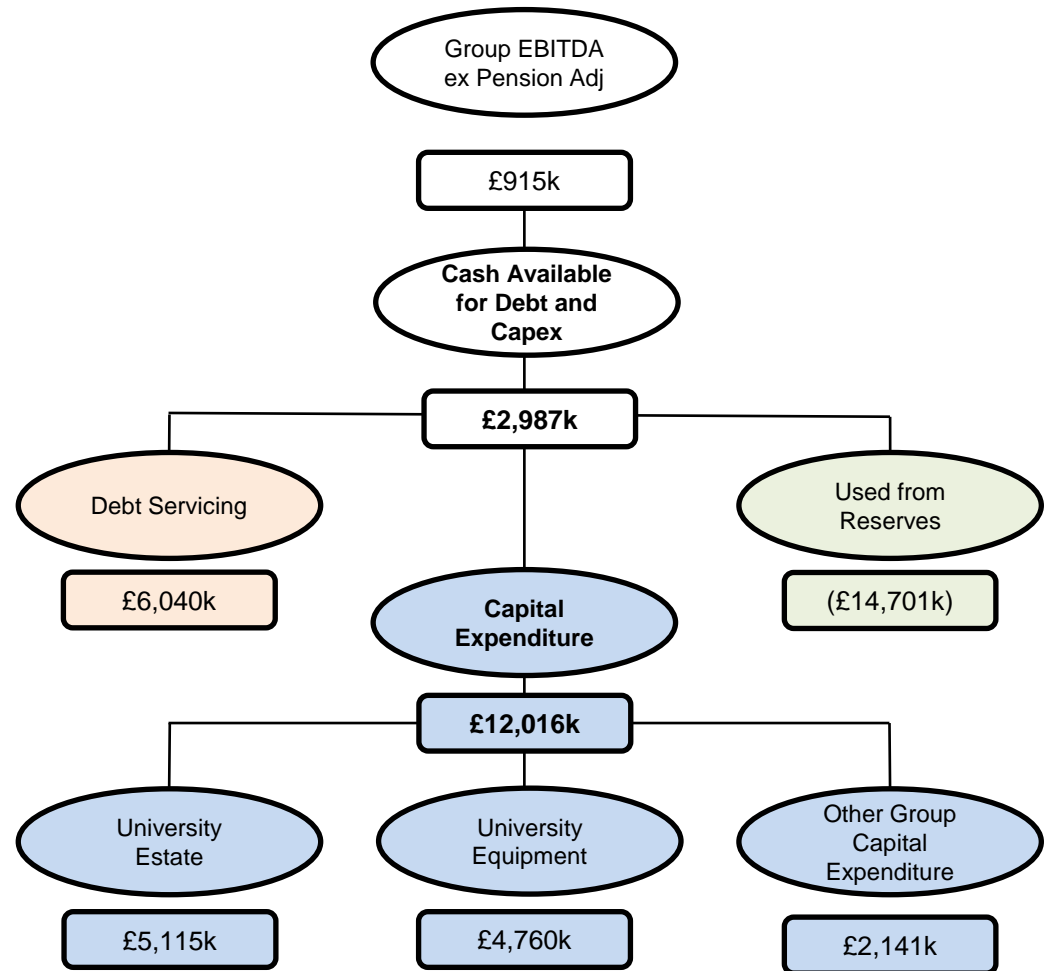 Group EBITDA
ex Pension Adj
£915k
Cash Available
for Debt and
Capex
£2,987k
Debt Servicing
£6,040k
Used from
Reserves
(£14,701k)
Capital
Expenditure
£12,016k
University
Estate
£5,115k
University
Equipment
£4,760k
Other Group
Capital
Expenditure
£2,141k